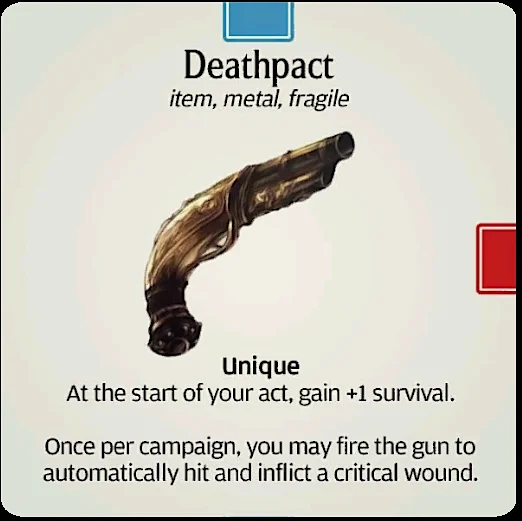 Deathpact
item, metal, fragile
Unique
At the start of your act, gain +1 survival.
Once per campaign, you may fire the gun to
automatically hit and inflict a critical wound.